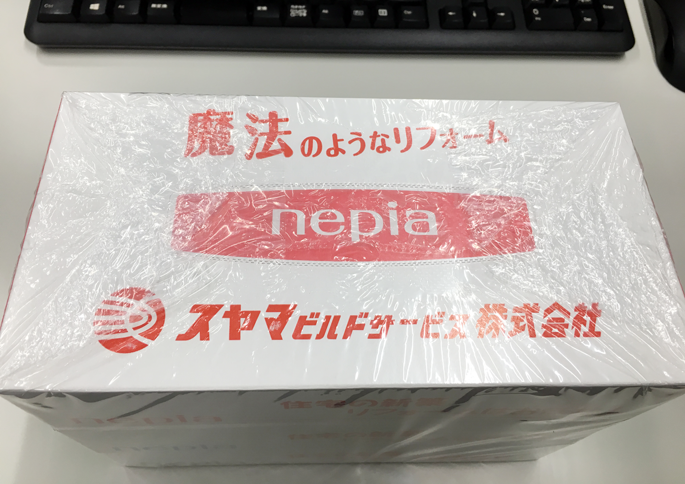 魔法のようなリフォーム
nepia
スヤマビルドサービス 株式会社
nepia